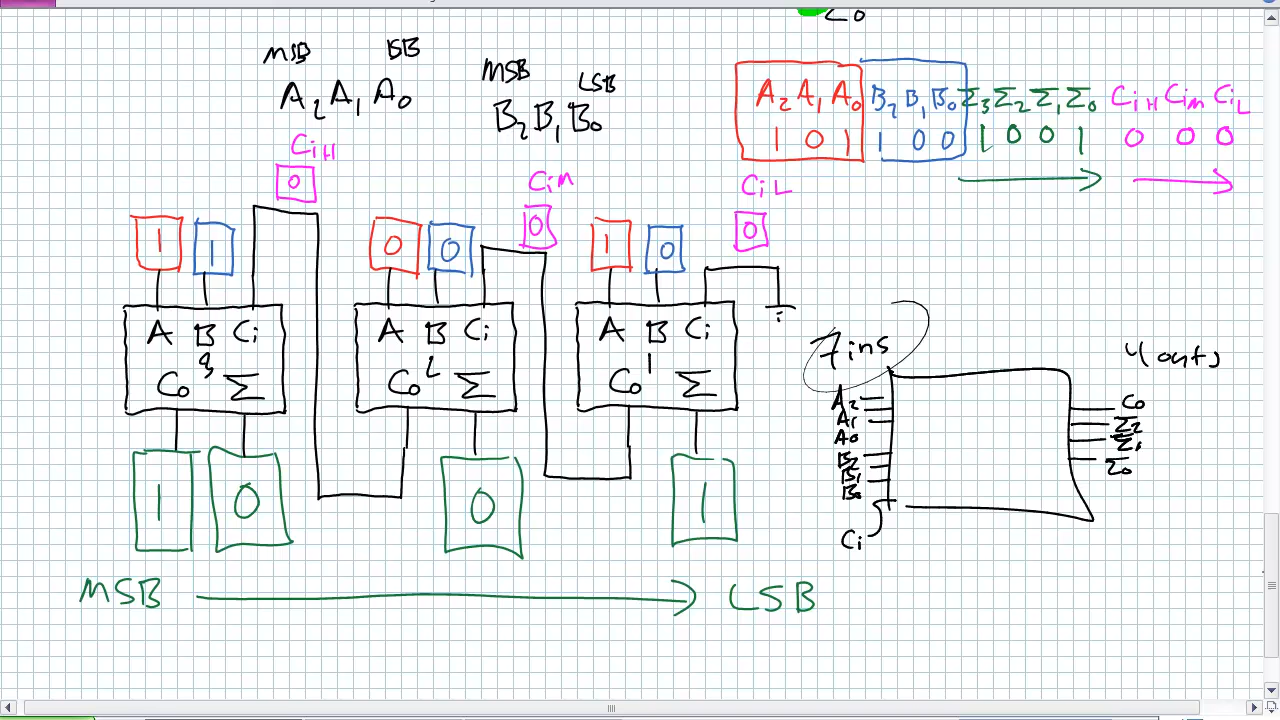 Co
MSB LSB
A2 A1 A0
MSB LSB
B2 B1 B0
A2 A1 A0 B2 B1 B0 Σ3 Σ2 Σ1 Σ0 CiH CiM CiL
1 0 1 1 0 0 1 0 0 1 0 0 0
CiH CiM CiL
0 0 0
1 1 0 0 1 0
A B Ci A B Ci A B Ci
3 2 1
Co Σ Co Σ Co Σ
1 0 0 1
MSB LSB
7 ins 4 outs
A2
A1
A0
B2
B1
B0
Ci
Co
Σ2
Σ1
Σ0